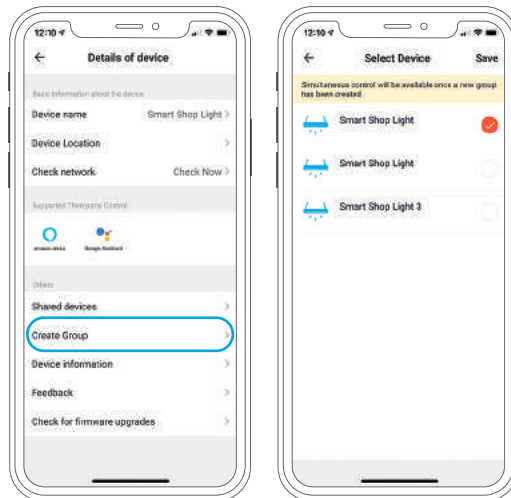 12:10
Details of device
Basic information about the device
Device name Smart Shop Light
Device Location
Check network Check Now
Supported Thirdparty Control
amazon alexa Google Assistant
Others
Shared devices
Create Group
Device information
Feedback
Check for firmware upgrades
12:10
Select Device Save
Simultaneous control will be available once a new group
has been created
Smart Shop Light
Smart Shop Light
Smart Shop Light 3